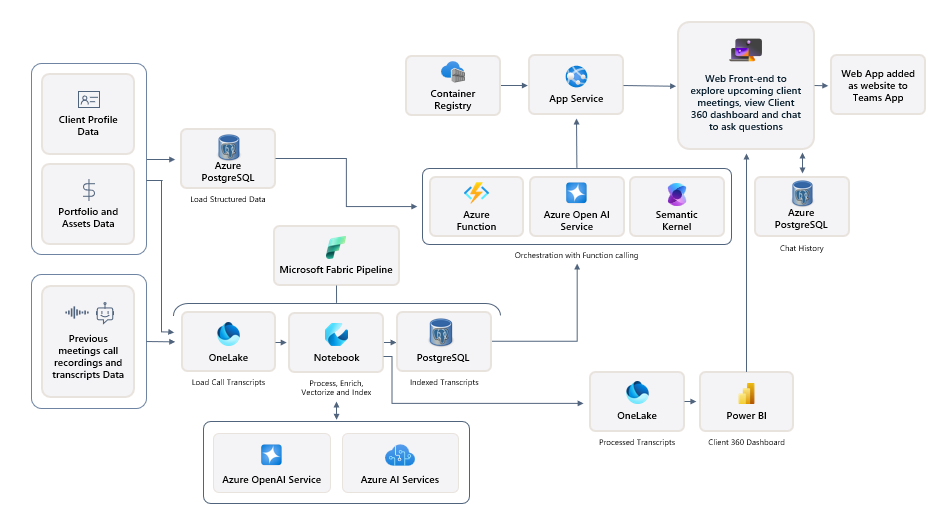 Client Profile
Data
Portfolio and
Assets Data
Previous
meetings call
recordings and
transcripts Data
Azure
PostgreSQL
Load Structured Data
Microsoft Fabric Pipeline
OneLake
Load Call Transcripts
Notebook
Process, Enrich,
Vectorize and Index
PostgreSQL
Indexed Transcripts
Azure OpenAI Service
Azure AI Services
Container
Registry
App Service
Azure
Function
Azure Open AI
Service
Semantic
Kernel
Orchestration with Function calling
Web Front-end to
explore upcoming client
meetings, view Client
360 dashboard and chat
to ask questions
Web App added
as website to
Teams App
Azure
PostgreSQL
Chat History
OneLake
Processed Transcripts
Power BI
Client 360 Dashboard